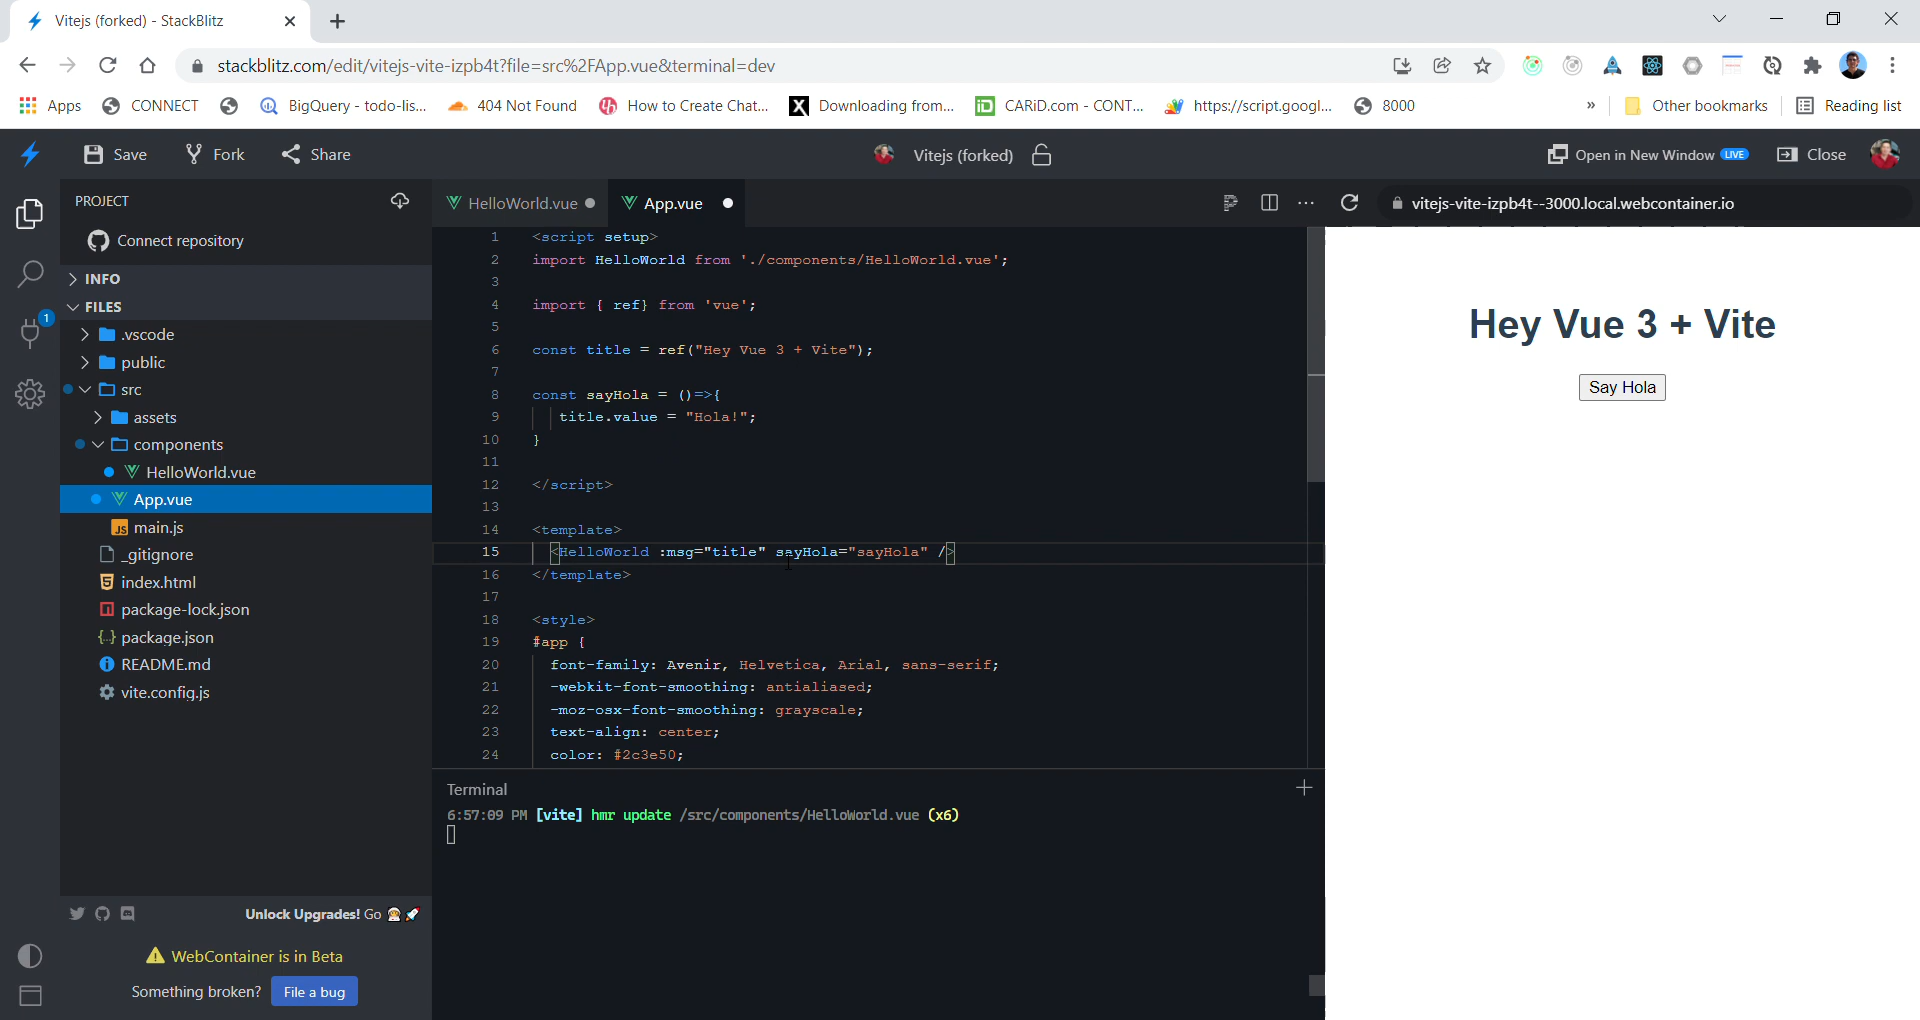 Vitejs (forked) - StackBlitz
stackblitz.com/edit/vitejs-vite-izpb4t?file=src%2FApp.vue&terminal=dev
Apps CONNECT BigQuery - todo-lis... 404 Not Found How to Create Chat... Downloading from... CARiD.com - CONT... https://script.googl... 8000 » Other bookmarks Reading list
Save Fork Share Vitejs (forked) Open in New Window LIVE Close
PROJECT
Connect repository
INFO
FILES
.vscode
public
src
assets
components
HelloWorld.vue
App.vue
main.js
_gitignore
index.html
package-lock.json
package.json
README.md
vite.config.js
1
Unlock Upgrades! Go
WebContainer is in Beta
Something broken? File a bug
HelloWorld.vue App.vue
1 <script setup>
2 import HelloWorld from './components/HelloWorld.vue';
3
4 import { ref} from 'vue';
5
6 const title = ref("Hey Vue 3 + Vite");
7
8 const sayHola = ()=>{
9 title.value = "Hola!";
10 }
11
12 </script>
13
14 <template>
15 <HelloWorld :msg="title" sayHola="sayHola" />
16 </template>
17
18 <style>
19 #app {
20 font-family: Avenir, Helvetica, Arial, sans-serif;
21 -webkit-font-smoothing: antialiased;
22 -moz-osx-font-smoothing: grayscale;
23 text-align: center;
24 color: #2c3e50;
Terminal
6:57:09 PM [vite] hmr update /src/components/HelloWorld.vue (x6)
vitejs-vite-izpb4t--3000.local.webcontainer.io
Hey Vue 3 + Vite
Say Hola